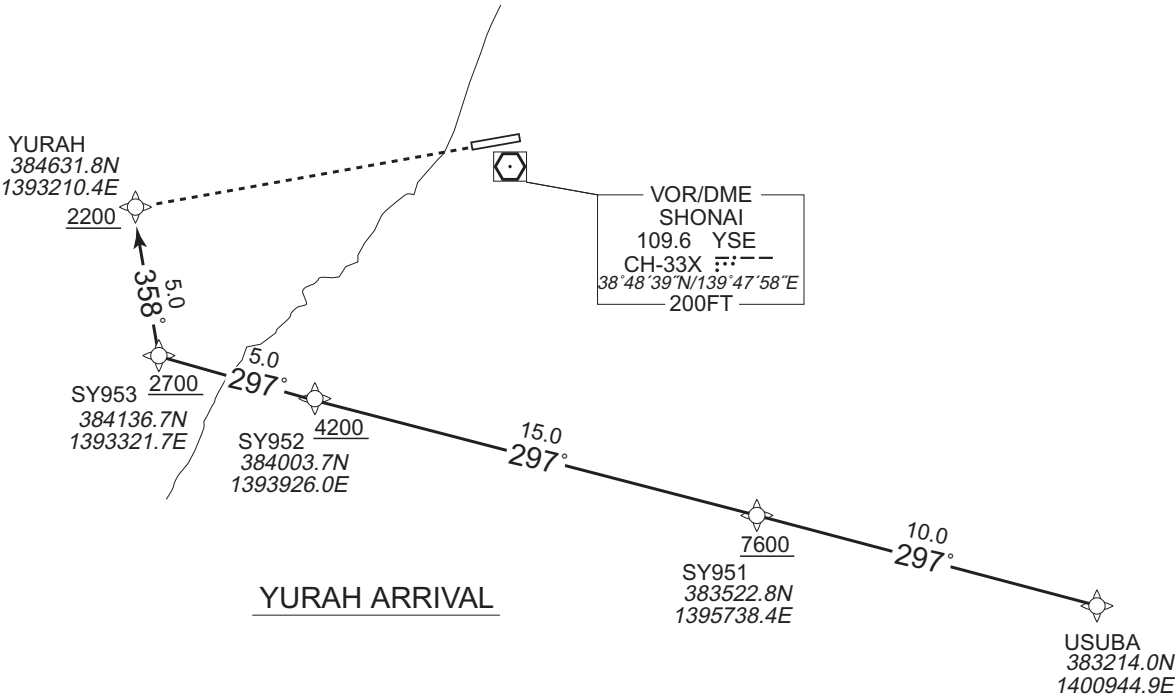 YURAH
384631.8N
1393210.4E
2200
VOR/DME
SHONAI
109.6 YSE
CH-33X
38°48´39˝N/139°47´58˝E
200FT
5.0
358°
SY953
2700
384136.7N
1393321.7E
5.0
297°
SY952
4200
384003.7N
1393926.0E
15.0
297°
7600
SY951
383522.8N
1395738.4E
10.0
297°
USUBA
383214.0N
1400944.9E
YURAH ARRIVAL